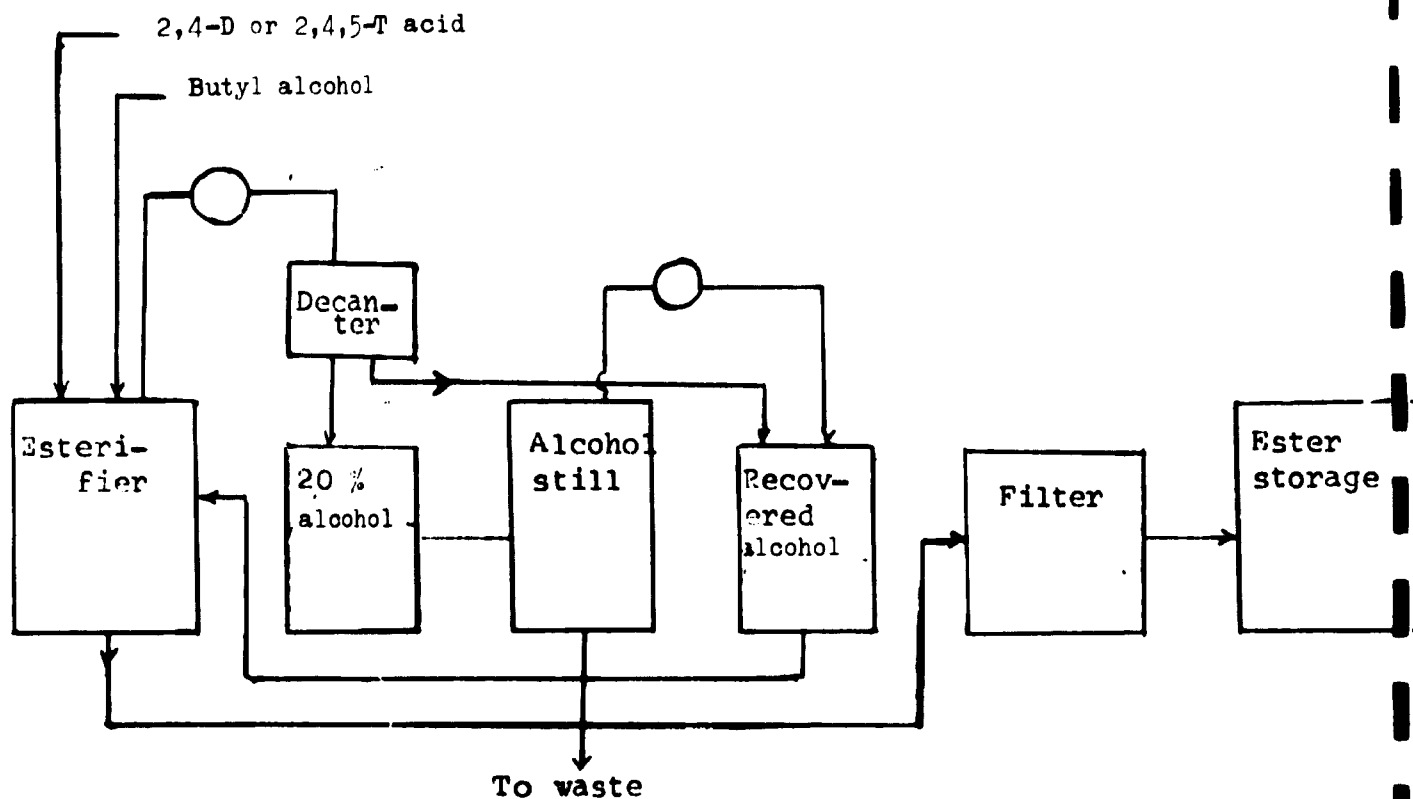 2,4-D or 2,4,5-T acid
Butyl alcohol
Decan-
ter
Esteri-
fier
20 %
alcohol
Alcohol
still
Recov-
ered
alcohol
Filter
Ester
storage
To waste